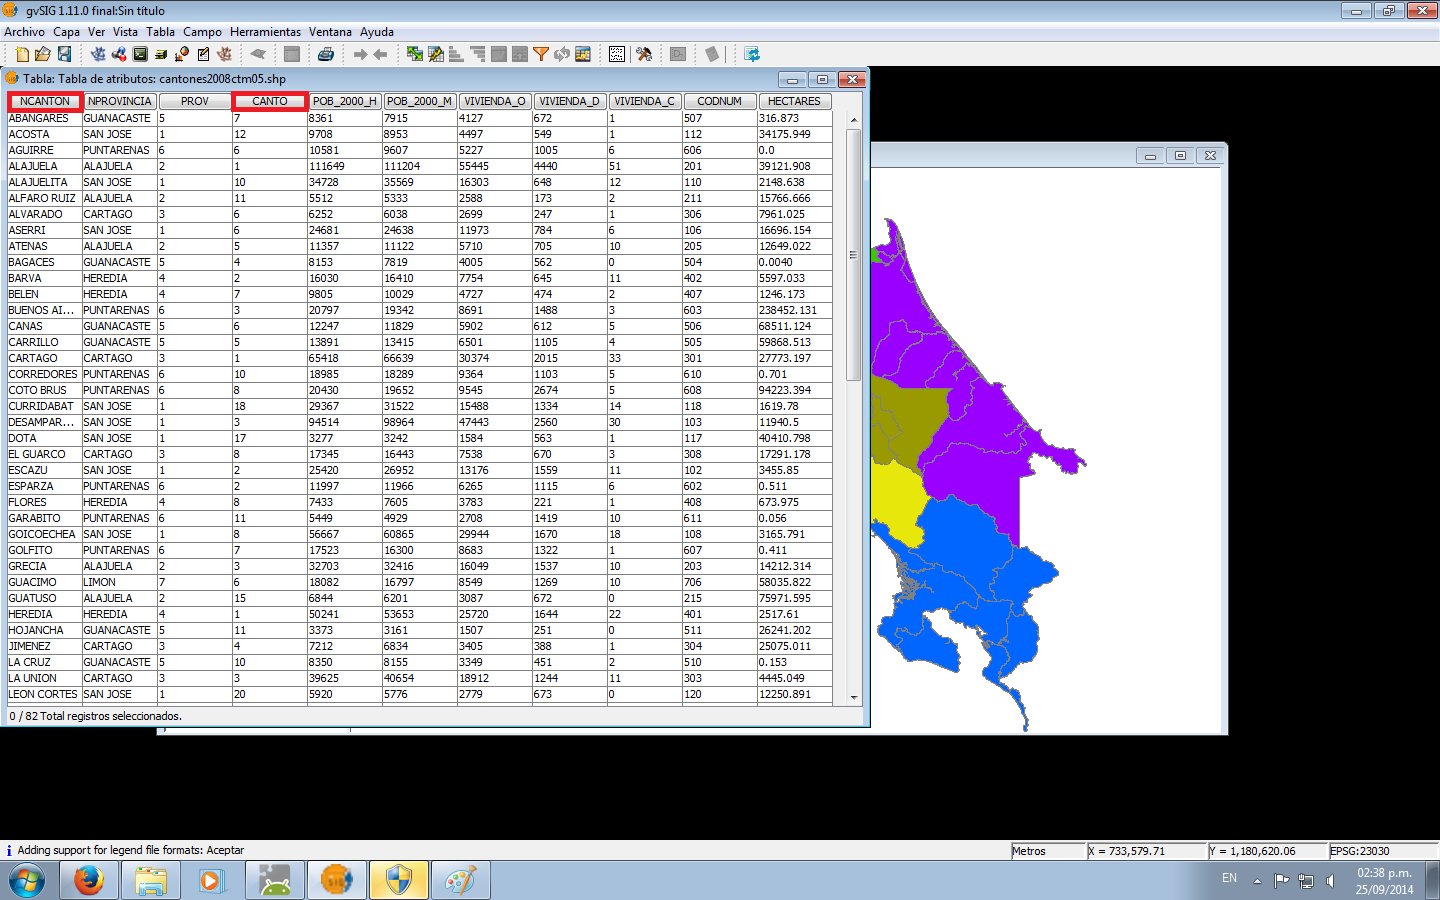 gvSIG 1.11.0 final:Sin título
Archivo Capa Ver Vista Tabla Campo Herramientas Ventana Ayuda
Tabla: Tabla de atributos: cantones2008ctm05.shp
NCANTON NPROVINCIA PROV CANTO POB_2000_H POB_2000_M VIVIENDA_O VIVIENDA_D VIVIENDA_C CODNUM HECTARES
ABANGARES GUANACASTE 5 7 8361 7915 4127 672 1 507 316.873
ACOSTA SAN JOSE 1 12 9708 8953 4497 549 1 112 34175.949
AGUIRRE PUNTARENAS 6 6 10581 9607 5227 1005 6 606 0.0
ALAJUELA ALAJUELA 2 1 111649 111204 55445 4440 51 201 39121.908
ALAJUELITA SAN JOSE 1 10 34728 35569 16303 648 12 110 2148.638
ALFARO RUIZ ALAJUELA 2 11 5512 5333 2588 173 2 211 15766.666
ALVARADO CARTAGO 3 6 6252 6038 2699 247 1 306 7961.025
ASERRI SAN JOSE 1 6 24681 24638 11973 784 6 106 16696.154
ATENAS ALAJUELA 2 5 11357 11122 5710 705 10 205 12649.022
BAGACES GUANACASTE 5 4 8153 7819 4005 562 0 504 0.0040
BARVA HEREDIA 4 2 16030 16410 7754 645 11 402 5597.033
BELEN HEREDIA 4 7 9805 10029 4727 474 2 407 1246.173
BUENOS AI... PUNTARENAS 6 3 20797 19342 8691 1488 3 603 238452.131
CANAS GUANACASTE 5 6 12247 11829 5902 612 5 506 68511.124
CARRILLO GUANACASTE 5 5 13891 13415 6501 1105 4 505 59868.513
CARTAGO CARTAGO 3 1 65418 66639 30374 2015 33 301 27773.197
CORREDORES PUNTARENAS 6 10 18985 18289 9364 1103 5 610 0.701
COTO BRUS PUNTARENAS 6 8 20430 19652 9545 2674 5 608 94223.394
CURRIDABAT SAN JOSE 1 18 29367 31522 15488 1334 14 118 1619.78
DESAMPAR... SAN JOSE 1 3 94514 98964 47443 2560 30 103 11940.5
DOTA SAN JOSE 1 17 3277 3242 1584 563 1 117 40410.798
EL GUARCO CARTAGO 3 8 17345 16443 7538 670 3 308 17291.178
ESCAZU SAN JOSE 1 2 25420 26952 13176 1559 11 102 3455.85
ESPARZA PUNTARENAS 6 2 11997 11966 6265 1115 6 602 0.511
FLORES HEREDIA 4 8 7433 7605 3783 221 1 408 673.975
GARABITO PUNTARENAS 6 11 5449 4929 2708 1419 10 611 0.056
GOICOECHEA SAN JOSE 1 8 56667 60865 29944 1670 18 108 3165.791
GOLFITO PUNTARENAS 6 7 17523 16300 8683 1322 1 607 0.411
GRECIA ALAJUELA 2 3 32703 32416 16049 1537 10 203 14212.314
GUACIMO LIMON 7 6 18082 16797 8549 1269 10 706 58035.822
GUATUSO ALAJUELA 2 15 6844 6201 3087 672 0 215 75971.595
HEREDIA HEREDIA 4 1 50241 53653 25720 1644 22 401 2517.61
HOJANCHA GUANACASTE 5 11 3373 3161 1507 251 0 511 26241.202
JIMENEZ CARTAGO 3 4 7212 6834 3405 388 1 304 25075.011
LA CRUZ GUANACASTE 5 10 8350 8155 3349 451 2 510 0.153
LA UNION CARTAGO 3 3 39625 40654 18912 1244 11 303 4445.049
LEON CORTES SAN JOSE 1 20 5920 5776 2779 673 0 120 12250.891
0 / 82 Total registros seleccionados.
Adding support for legend file formats: Aceptar
Metros X = 733,579.71 Y = 1,180,620.06 EPSG:23030
SIG
EN
02:38 p.m.
25/09/2014